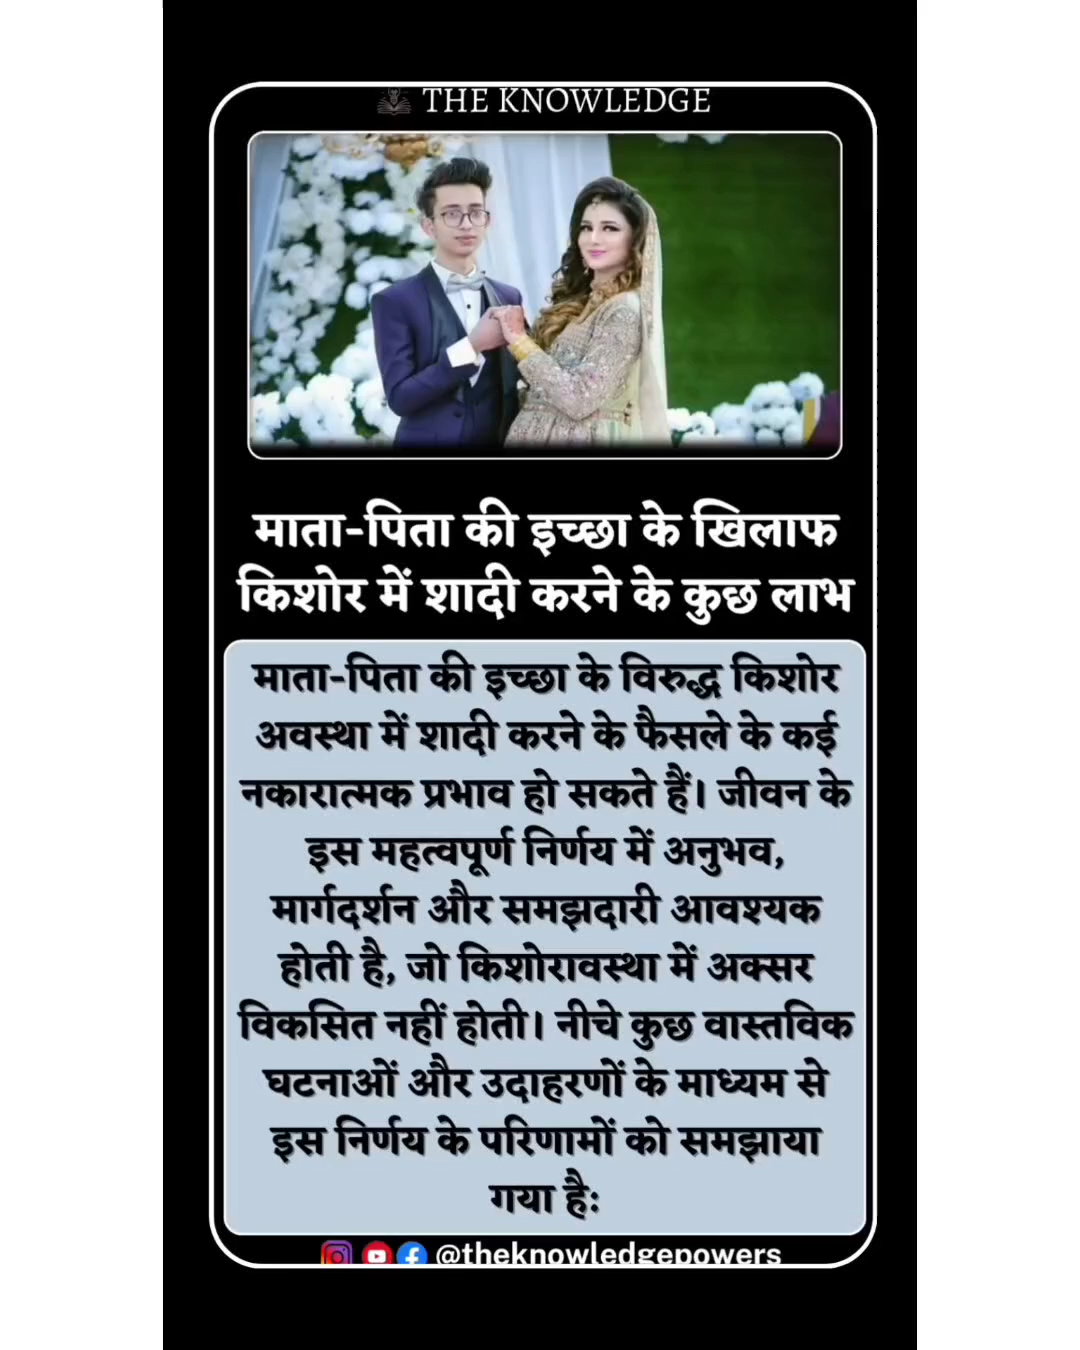 THE KNOWLEDGE
माता-पिता की इच्छा के खिलाफ
किशोर में शादी करने के कुछ लाभ
माता-पिता की इच्छा के विरुद्ध किशोर
अवस्था में शादी करने के फैसले के कई
नकारात्मक प्रभाव हो सकते हैं। जीवन के
इस महत्वपूर्ण निर्णय में अनुभव,
मार्गदर्शन और समझदारी आवश्यक
होती है, जो किशोरावस्था में अक्सर
विकसित नहीं होती। नीचे कुछ वास्तविक
घटनाओं और उदाहरणों के माध्यम से
इस निर्णय के परिणामों को समझाया
गया है:
@theknowledgepowers